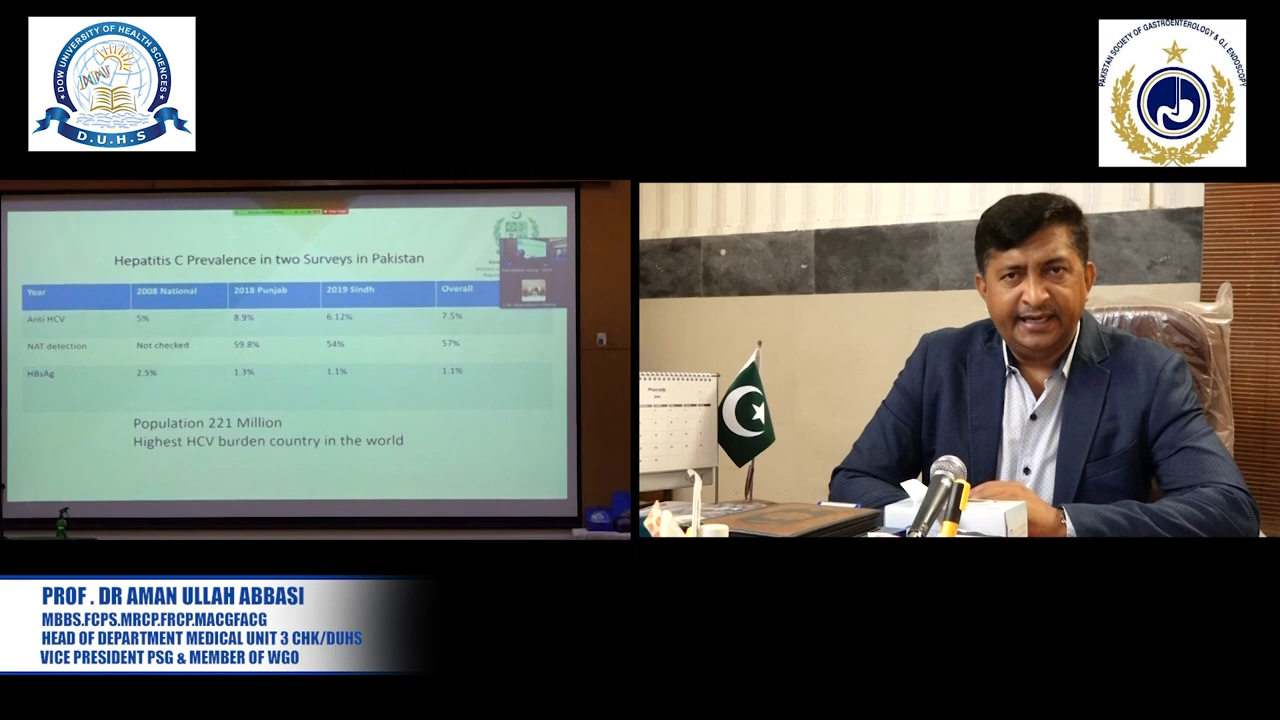 DOW UNIVERSITY OF HEALTH SCIENCES
D.U.H.S
PAKISTAN SOCIETY OF GASTROENTEROLOGY & G.I. ENDOSCOPY
Hepatitis C Prevalence in two Surveys in Pakistan
Year 2008 National 2018 Punjab 2019 Sindh Overall
Anti HCV 5% 8.9% 6.12% 7.5%
NAT detection Not checked 59.8% 54% 57%
HBsAg 2.5% 1.3% 1.1% 1.1%
Population 221 Million
Highest HCV burden country in the world
PROF . DR AMAN ULLAH ABBASI
MBBS.FCPS.MRCP.FRCP.MACGFACG
HEAD OF DEPARTMENT MEDICAL UNIT 3 CHK/DUHS
VICE PRESIDENT PSG & MEMBER OF WGO